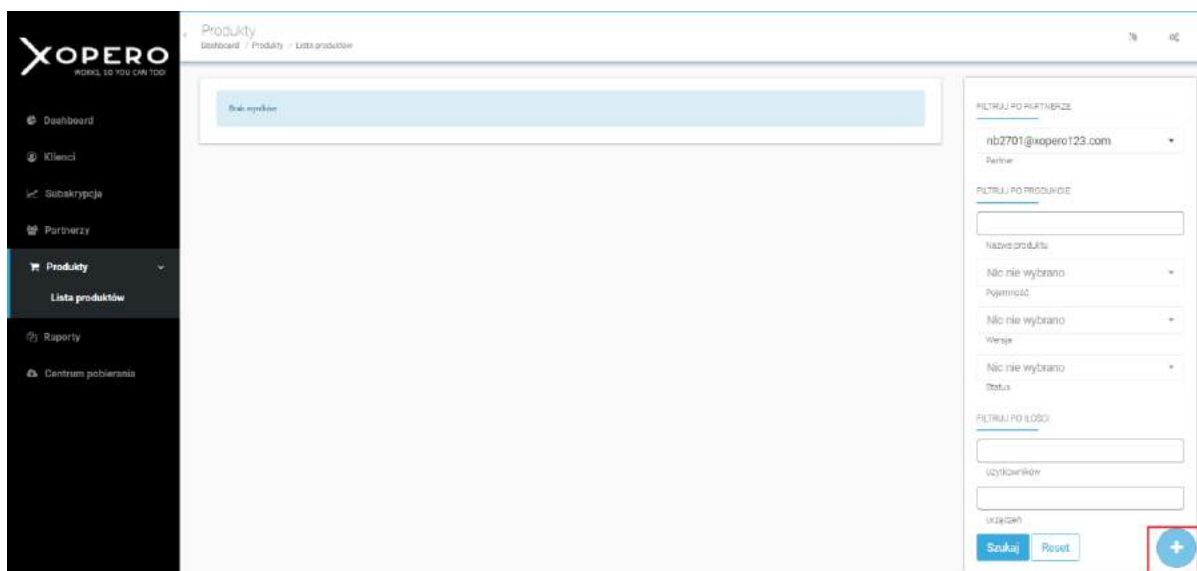 XOPERO
WORKS, SO YOU CAN TOO!
Dashboard
Klienci
Subskrypcja
Partnerzy
Produkty
Lista produktów
Raporty
Centrum pobierania
Produkty
Dashboard / Produkty / Lista produktów
Brak wyników
FILTRUJ PO PARTNERZE
nb2701@xopero123.com
Partner
FILTRUJ PO PRODUKCIE
Nazwa produktu
Nic nie wybrano
Pojemność
Nic nie wybrano
Wersja
Nic nie wybrano
Status
FILTRUJ PO ILOŚCI
Użytkowników
Urządzeń
Szukaj Reset